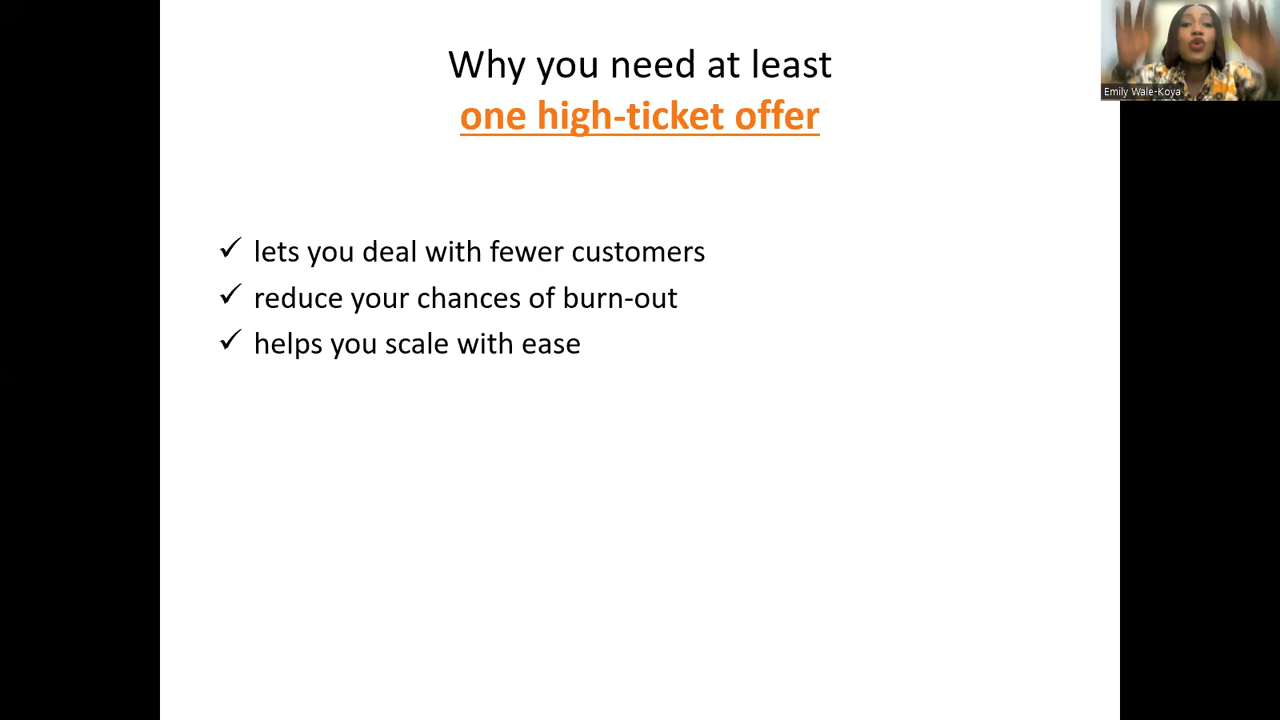 Why you need at least
one high-ticket offer
Emily Wale-Koya
✓ lets you deal with fewer customers
✓ reduce your chances of burn-out
✓ helps you scale with ease